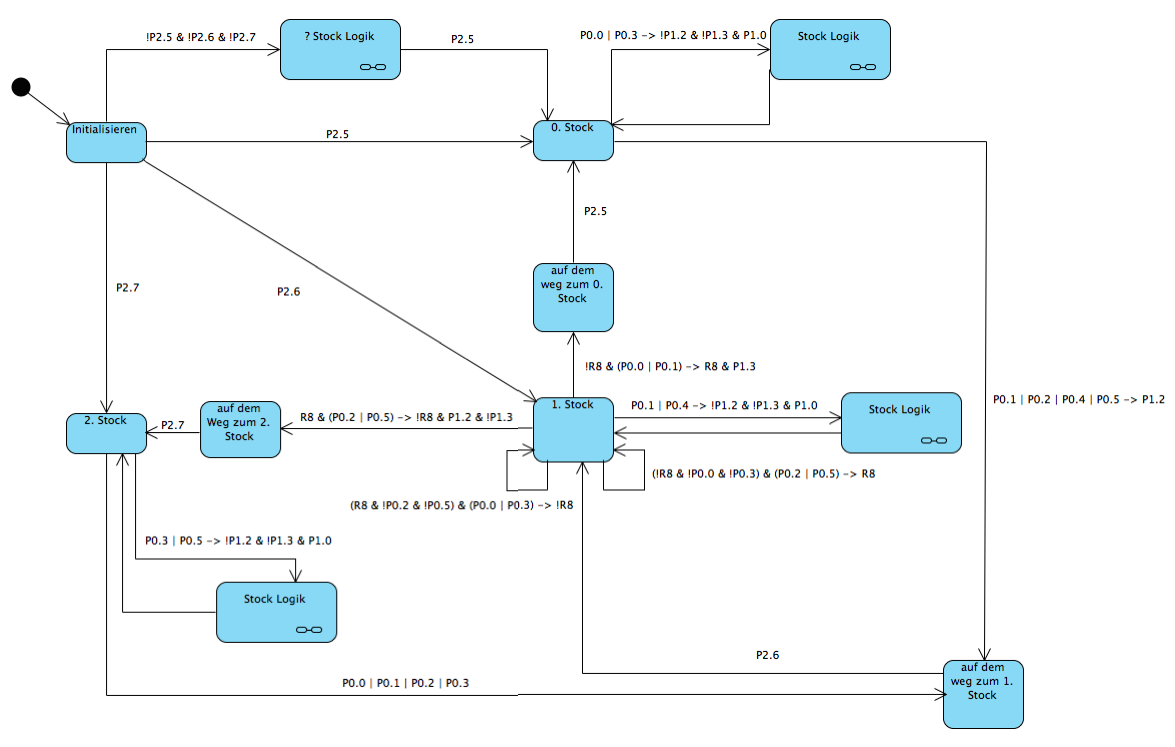 !P2.5 & !P2.6 & !P2.7
? Stock Logik
P2.5
P0.0 | P0.3 -> !P1.2 & !P1.3 & P1.0
Stock Logik
Initialisieren
P2.5
0. Stock
P2.5
auf dem
weg zum 0.
Stock
P2.7
P2.6
!R8 & (P0.0 | P0.1) -> R8 & P1.3
P0.1 | P0.2 | P0.4 | P0.5 -> P1.2
2. Stock
P2.7
auf dem
Weg zum 2.
Stock
R8 & (P0.2 | P0.5) -> !R8 & P1.2 & !P1.3
1. Stock
P0.1 | P0.4 -> !P1.2 & !P1.3 & P1.0
Stock Logik
(!R8 & !P0.0 & !P0.3) & (P0.2 | P0.5) -> R8
(R8 & !P0.2 & !P0.5) & (P0.0 | P0.3) -> !R8
P0.3 | P0.5 -> !P1.2 & !P1.3 & P1.0
Stock Logik
P2.6
P0.0 | P0.1 | P0.2 | P0.3
auf dem
weg zum 1.
Stock